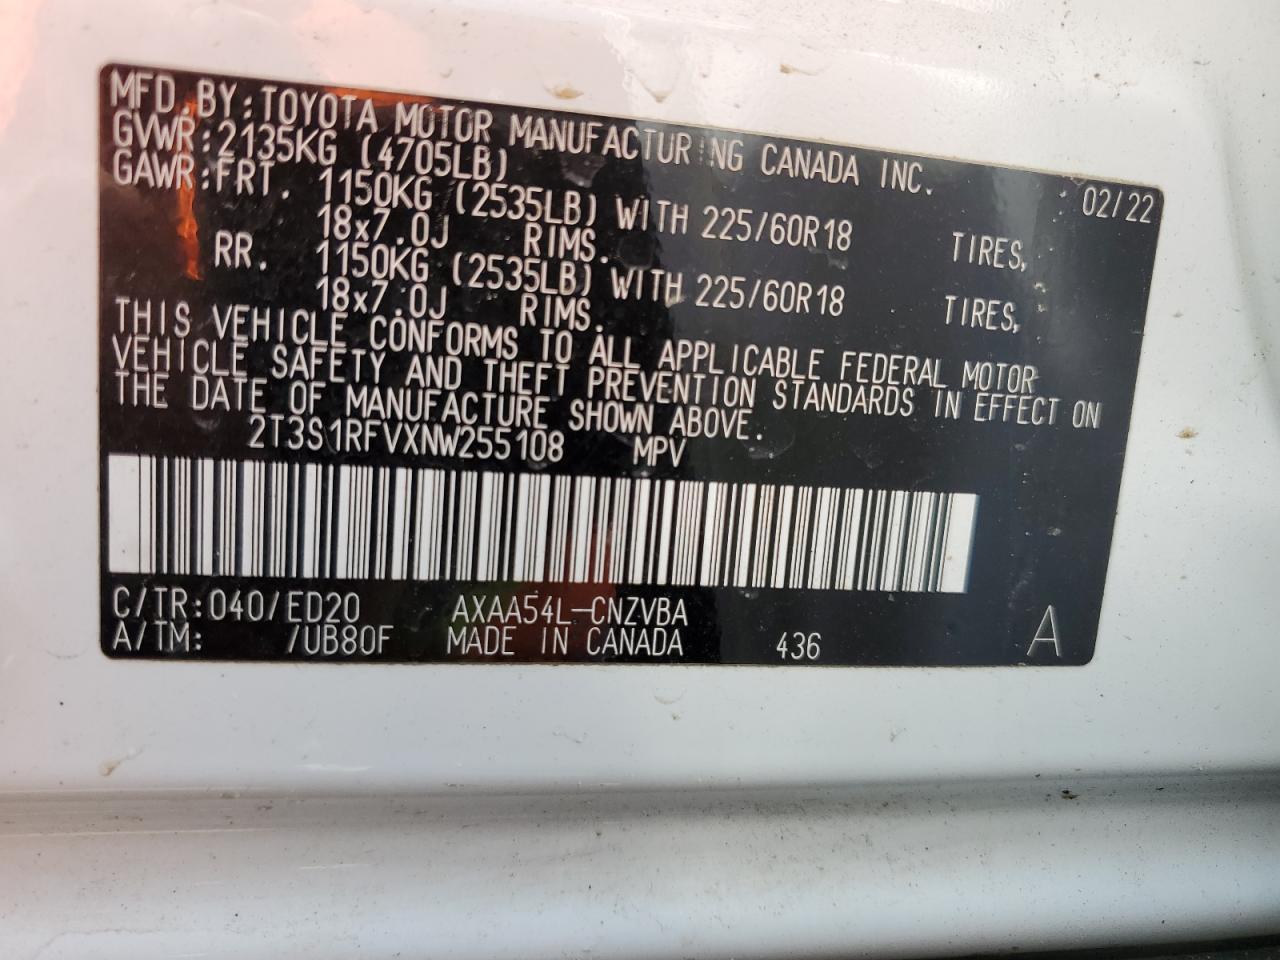 MFD. BY: TOYOTA MOTOR MANUFACTURING CANADA INC. 02/22
GVWR: 2135KG (4705LB)
GAWR: FRT. 1150KG (2535LB) WITH 225/60R18 TIRES,
18x7.0J RIMS.
RR. 1150KG (2535LB) WITH 225/60R18 TIRES,
18x7.0J RIMS.
THIS VEHICLE CONFORMS TO ALL APPLICABLE FEDERAL MOTOR
VEHICLE SAFETY AND THEFT PREVENTION STANDARDS IN EFFECT ON
THE DATE OF MANUFACTURE SHOWN ABOVE.
2T3S1RFVXNW255108 MPV
C/TR: 040/ED20 AXAA54L-CNZVBA
A/TM: /UB80F MADE IN CANADA 436 A